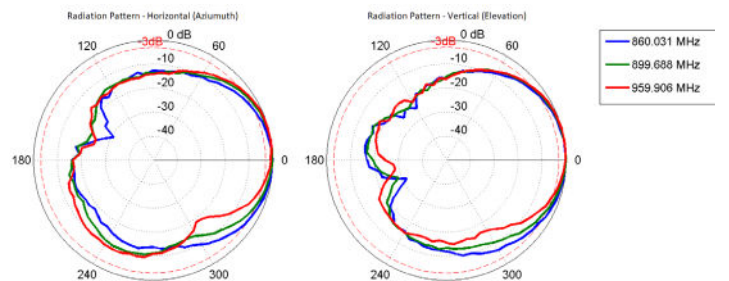 Radiation Pattern - Horizontal (Aziumuth)
0 dB
-3dB
-10
-20
-30
-40
120
60
180
0
240
300
Radiation Pattern - Vertical (Elevation)
0 dB
-3dB
-10
-20
-30
-40
120
60
180
0
240
300
860.031 MHz
899.688 MHz
959.906 MHz